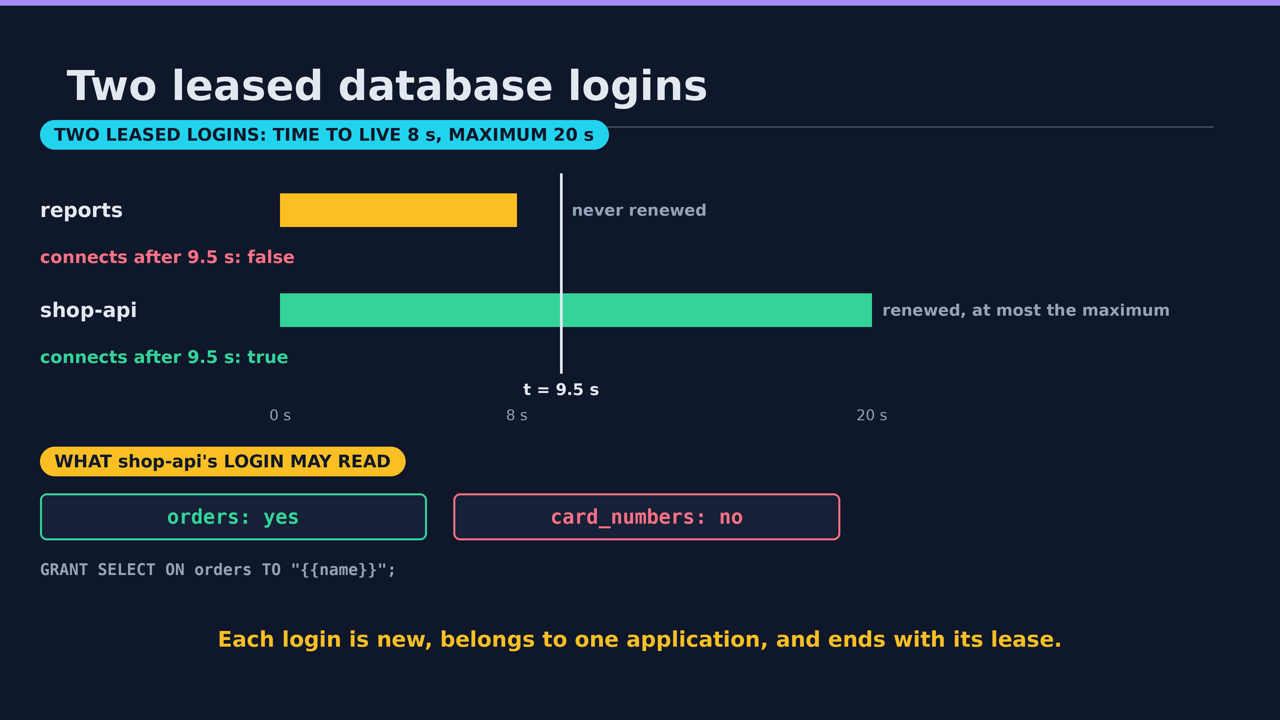 Two leased database logins
TWO LEASED LOGINS: TIME TO LIVE 8 s, MAXIMUM 20 s
reports
never renewed
connects after 9.5 s: false
shop-api
renewed, at most the maximum
connects after 9.5 s: true
t = 9.5 s
0 s
8 s
20 s
WHAT shop-api's LOGIN MAY READ
orders: yes
card_numbers: no
GRANT SELECT ON orders TO "{{name}}";
Each login is new, belongs to one application, and ends with its lease.